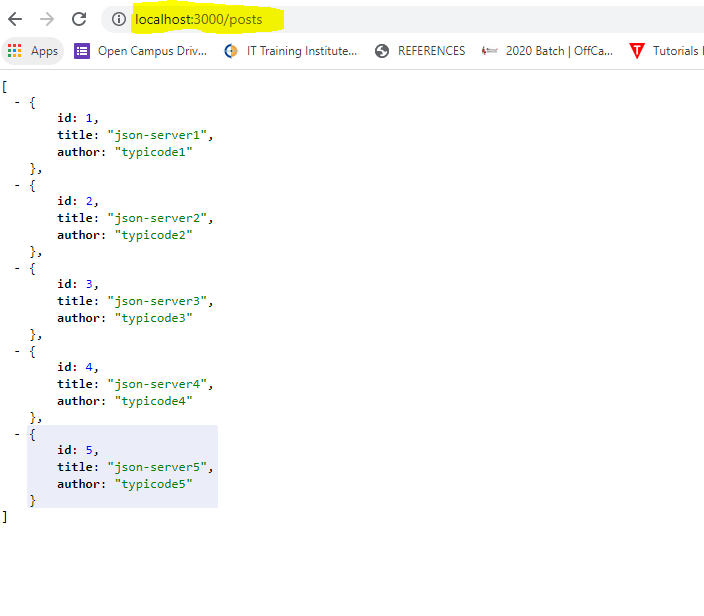 localhost:3000/posts
Apps Open Campus Driv... IT Training Institute... REFERENCES 2020 Batch | OffCa... Tutorials
[
- {
id: 1,
title: "json-server1",
author: "typicode1"
},
- {
id: 2,
title: "json-server2",
author: "typicode2"
},
- {
id: 3,
title: "json-server3",
author: "typicode3"
},
- {
id: 4,
title: "json-server4",
author: "typicode4"
},
- {
id: 5,
title: "json-server5",
author: "typicode5"
}
]